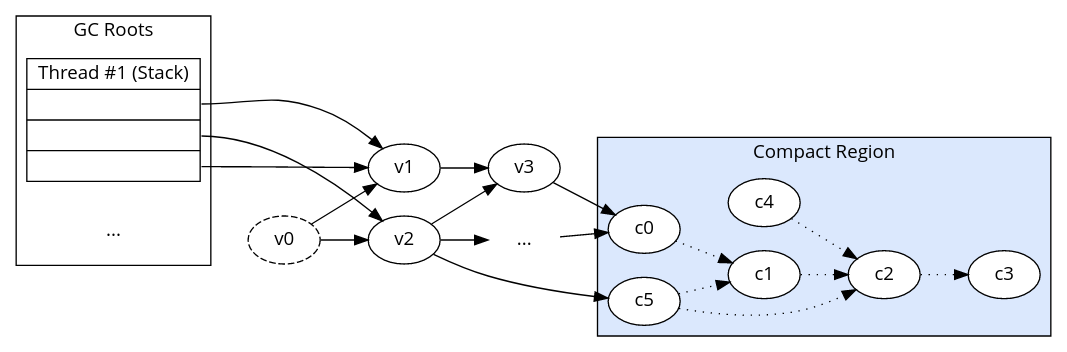 GC Roots
Thread #1 (Stack)
...
v0
v1
v2
v3
...
Compact Region
c0
c5
c4
c1
c2
c3